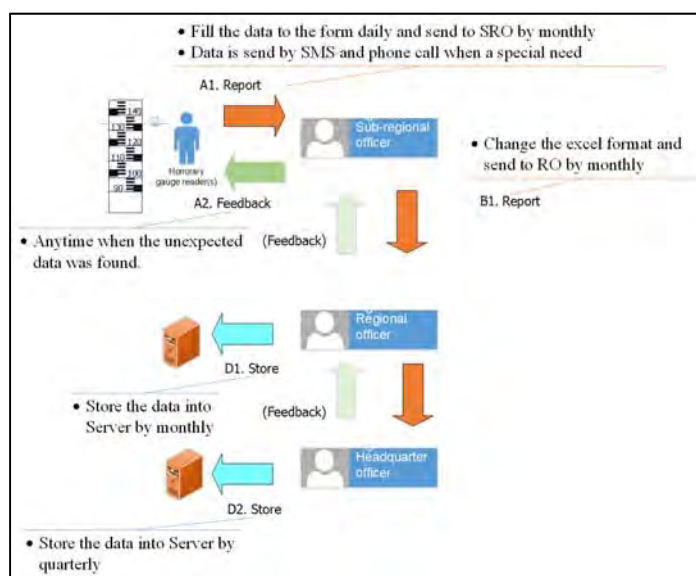 • Fill the data to the form daily and send to SRO by monthly
• Data is send by SMS and phone call when a special need
A1. Report
140
130
120
110
100
90
Honorary
gauge reader(s)
Sub-regional
officer
• Change the excel format and
send to RO by monthly
B1. Report
A2. Feedback
• Anytime when the unexpected
data was found.
(Feedback)
Regional
officer
D1. Store
• Store the data into
Server by monthly
(Feedback)
Headquarter
officer
D2. Store
• Store the data into Server by
quarterly